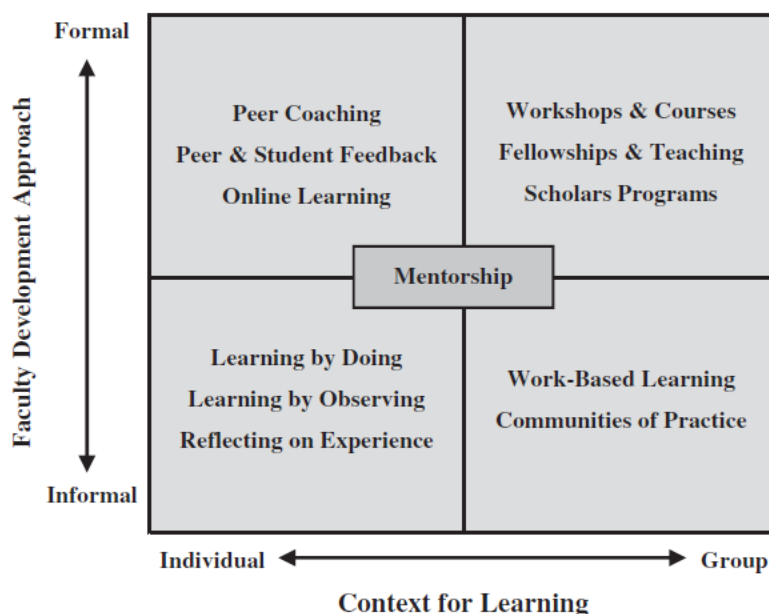 Formal
Faculty Development Approach
Informal
Peer Coaching
Peer & Student Feedback
Online Learning
Workshops & Courses
Fellowships & Teaching
Scholars Programs
Mentorship
Learning by Doing
Learning by Observing
Reflecting on Experience
Work-Based Learning
Communities of Practice
Individual
Group
Context for Learning